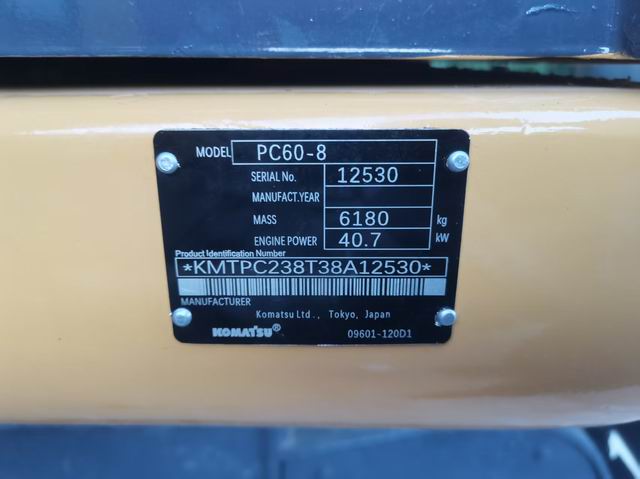 MODEL PC60-8
SERIAL No. 12530
MANUFACT.YEAR
MASS 6180 kg
ENGINE POWER 40.7 kW
Product Identification Number
*KMTPC238T38A12530*
MANUFACTURER
Komatsu Ltd., Tokyo, Japan
KOMATSU® 09601-120D1